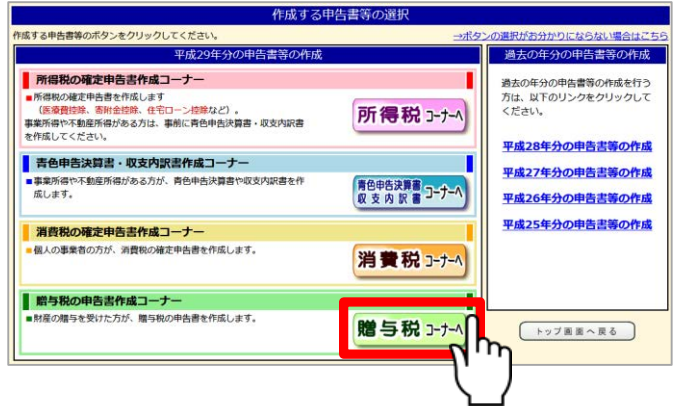 作成する申告書等の選択
作成する申告書等のボタンをクリックしてください。
→ボタンの選択がお分かりにならない場合はこちら
平成29年分の申告書等の作成
所得税の確定申告書作成コーナー
■所得税の確定申告書を作成します
（医療費控除、寄附金控除、住宅ローン控除など）。
事業所得や不動産所得がある方は、事前に青色申告決算書・収支内訳書
を作成してください。
所得税 コーナーへ
青色申告決算書・収支内訳書作成コーナー
■事業所得や不動産所得がある方が、青色申告決算書や収支内訳書を作
成します。
青色申告決算書
収支内訳書 コーナーへ
消費税の確定申告書作成コーナー
■個人の事業者の方が、消費税の確定申告書を作成します。
消費税 コーナーへ
贈与税の申告書作成コーナー
■財産の贈与を受けた方が、贈与税の申告書を作成します。
贈与税 コーナーへ
過去の年分の申告書等の作成
過去の年分の申告書等の作成を行う
方は、以下のリンクをクリックして
ください。
平成28年分の申告書等の作成
平成27年分の申告書等の作成
平成26年分の申告書等の作成
平成25年分の申告書等の作成
トップ画面へ戻る